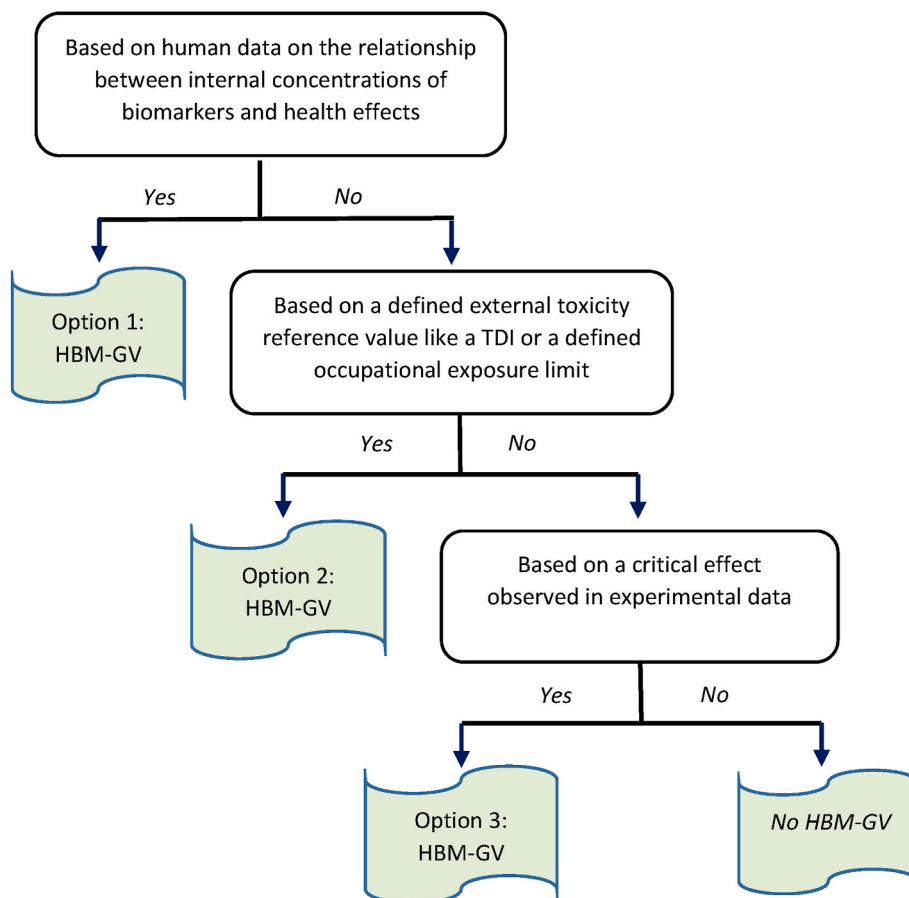 Based on human data on the relationship
between internal concentrations of
biomarkers and health effects
Yes
No
Option 1:
HBM-GV
Based on a defined external toxicity
reference value like a TDI or a defined
occupational exposure limit
Yes
No
Option 2:
HBM-GV
Based on a critical effect
observed in experimental data
Yes
No
Option 3:
HBM-GV
No HBM-GV